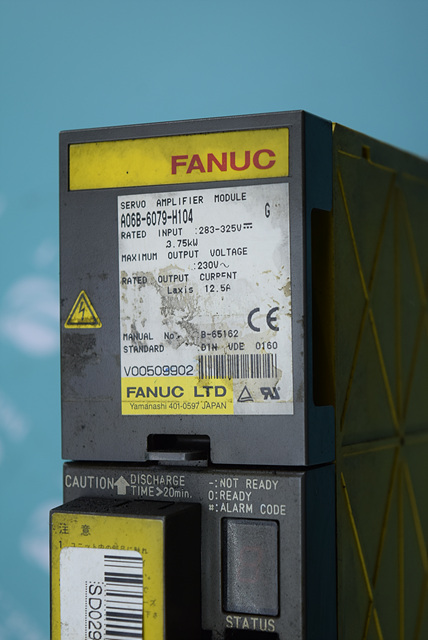 FANUC
SERVO AMPLIFIER MODULE
A06B-6079-H104 G
RATED INPUT :283-325V⎓
3.75kW
MAXIMUM OUTPUT VOLTAGE
:230V~
RATED OUTPUT CURRENT
Laxis 12.5A
CE
MANUAL No. B-65162
STANDARD :DIN VDE 0160
V00509902
FANUC LTD
Yamanashi 401-0597 JAPAN
CAUTION DISCHARGE
TIME>20min.
-:NOT READY
0:READY
#:ALARM CODE
注意
SD029
STATUS